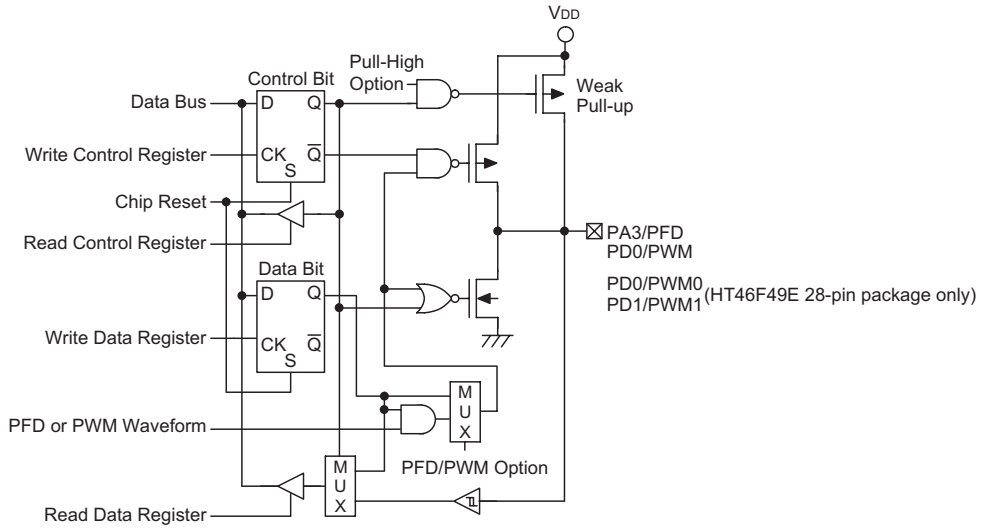 VDD
Pull-High
Option
Control Bit
Weak
Pull-up
Data Bus
D Q
Write Control Register
CK Q
S
Chip Reset
Read Control Register
PA3/PFD
PD0/PWM
PD0/PWM0
PD1/PWM1
(HT46F49E 28-pin package only)
Data Bit
D Q
Write Data Register
CK Q
S
M
U
X
PFD or PWM Waveform
PFD/PWM Option
M
U
X
Read Data Register